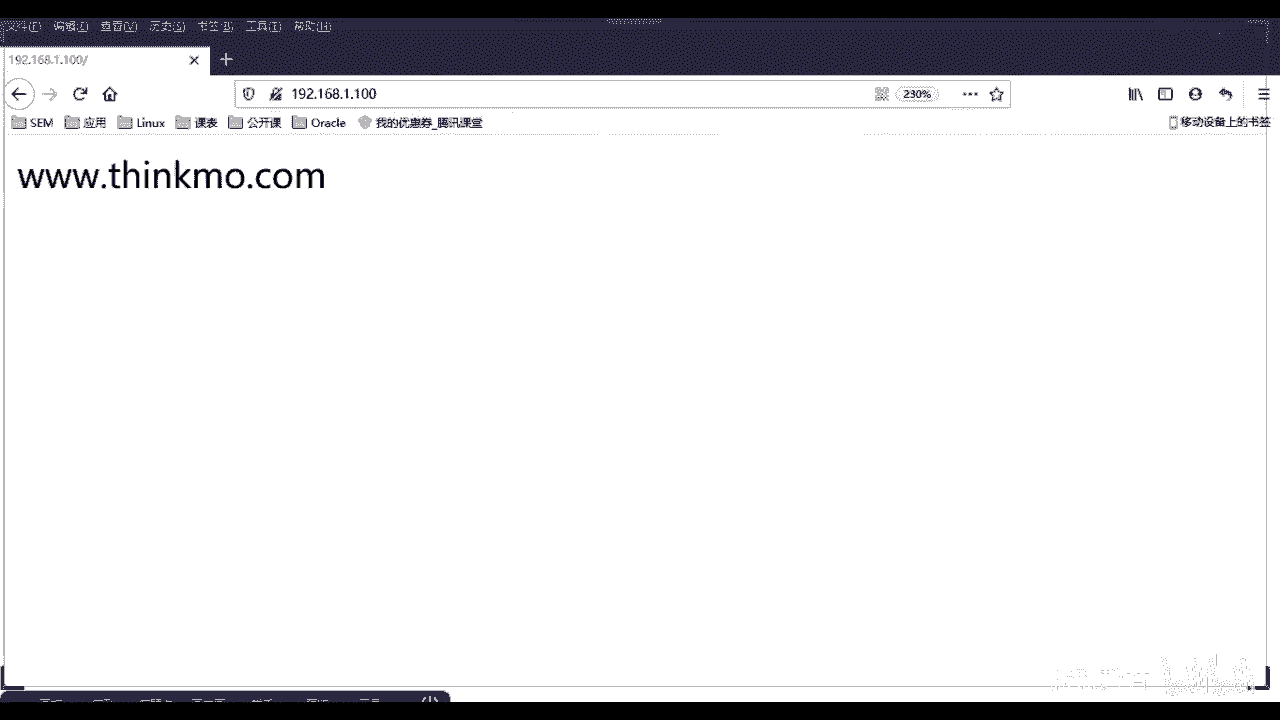 文件(F) 编辑(E) 查看(V) 历史(S) 书签(B) 工具(T) 帮助(H)
192.168.1.100/
192.168.1.100 230%
SEM 应用 Linux 课表 公开课 Oracle 我的优惠券_腾讯课堂 移动设备上的书签
www.thinkmo.com